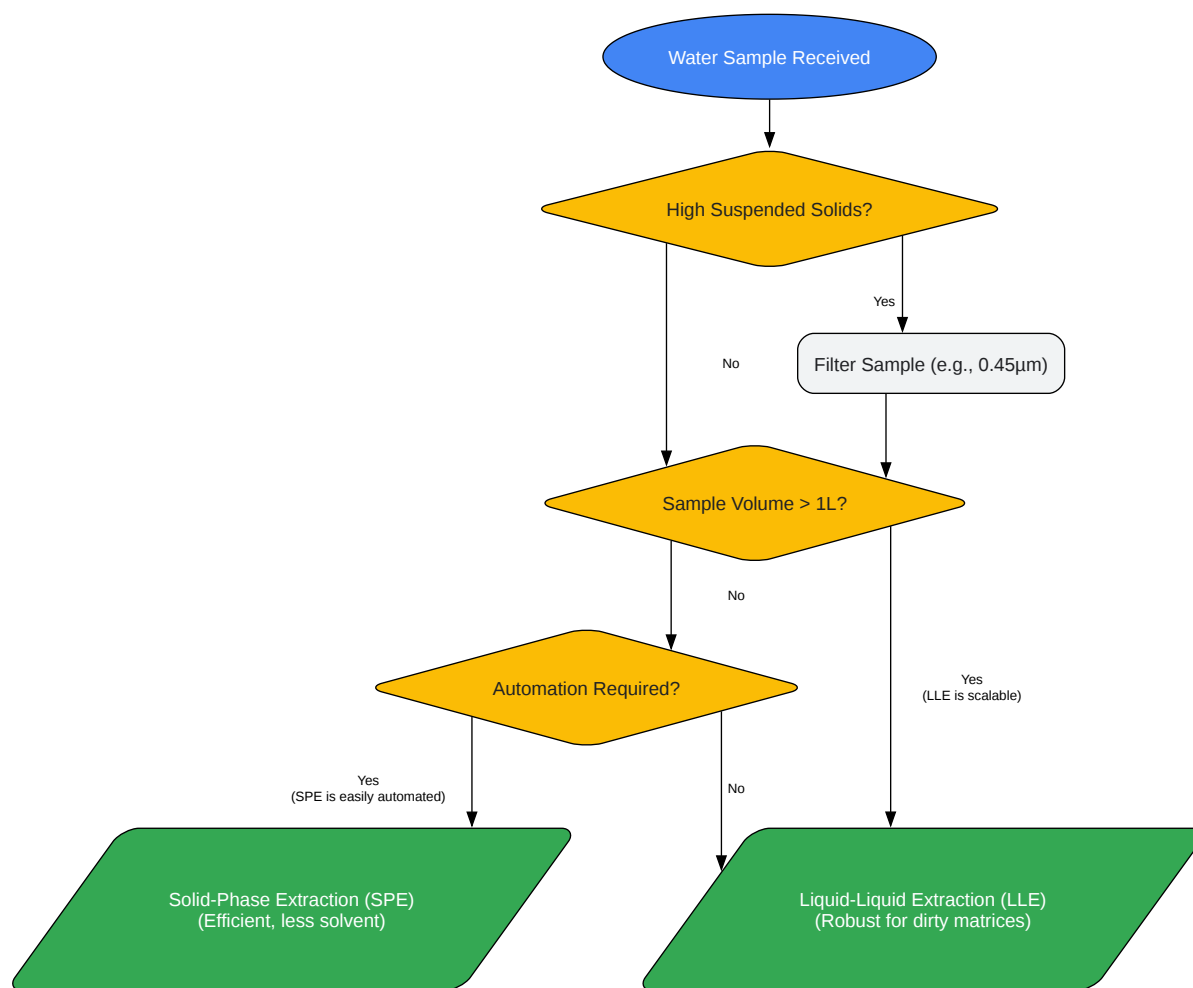 Water Sample Received
High Suspended Solids?
Yes
No
Filter Sample (e.g., 0.45µm)
Sample Volume > 1L?
No
Automation Required?
Yes
(LLE is scalable)
Yes
(SPE is easily automated)
No
Solid-Phase Extraction (SPE)
(Efficient, less solvent)
Liquid-Liquid Extraction (LLE)
(Robust for dirty matrices)